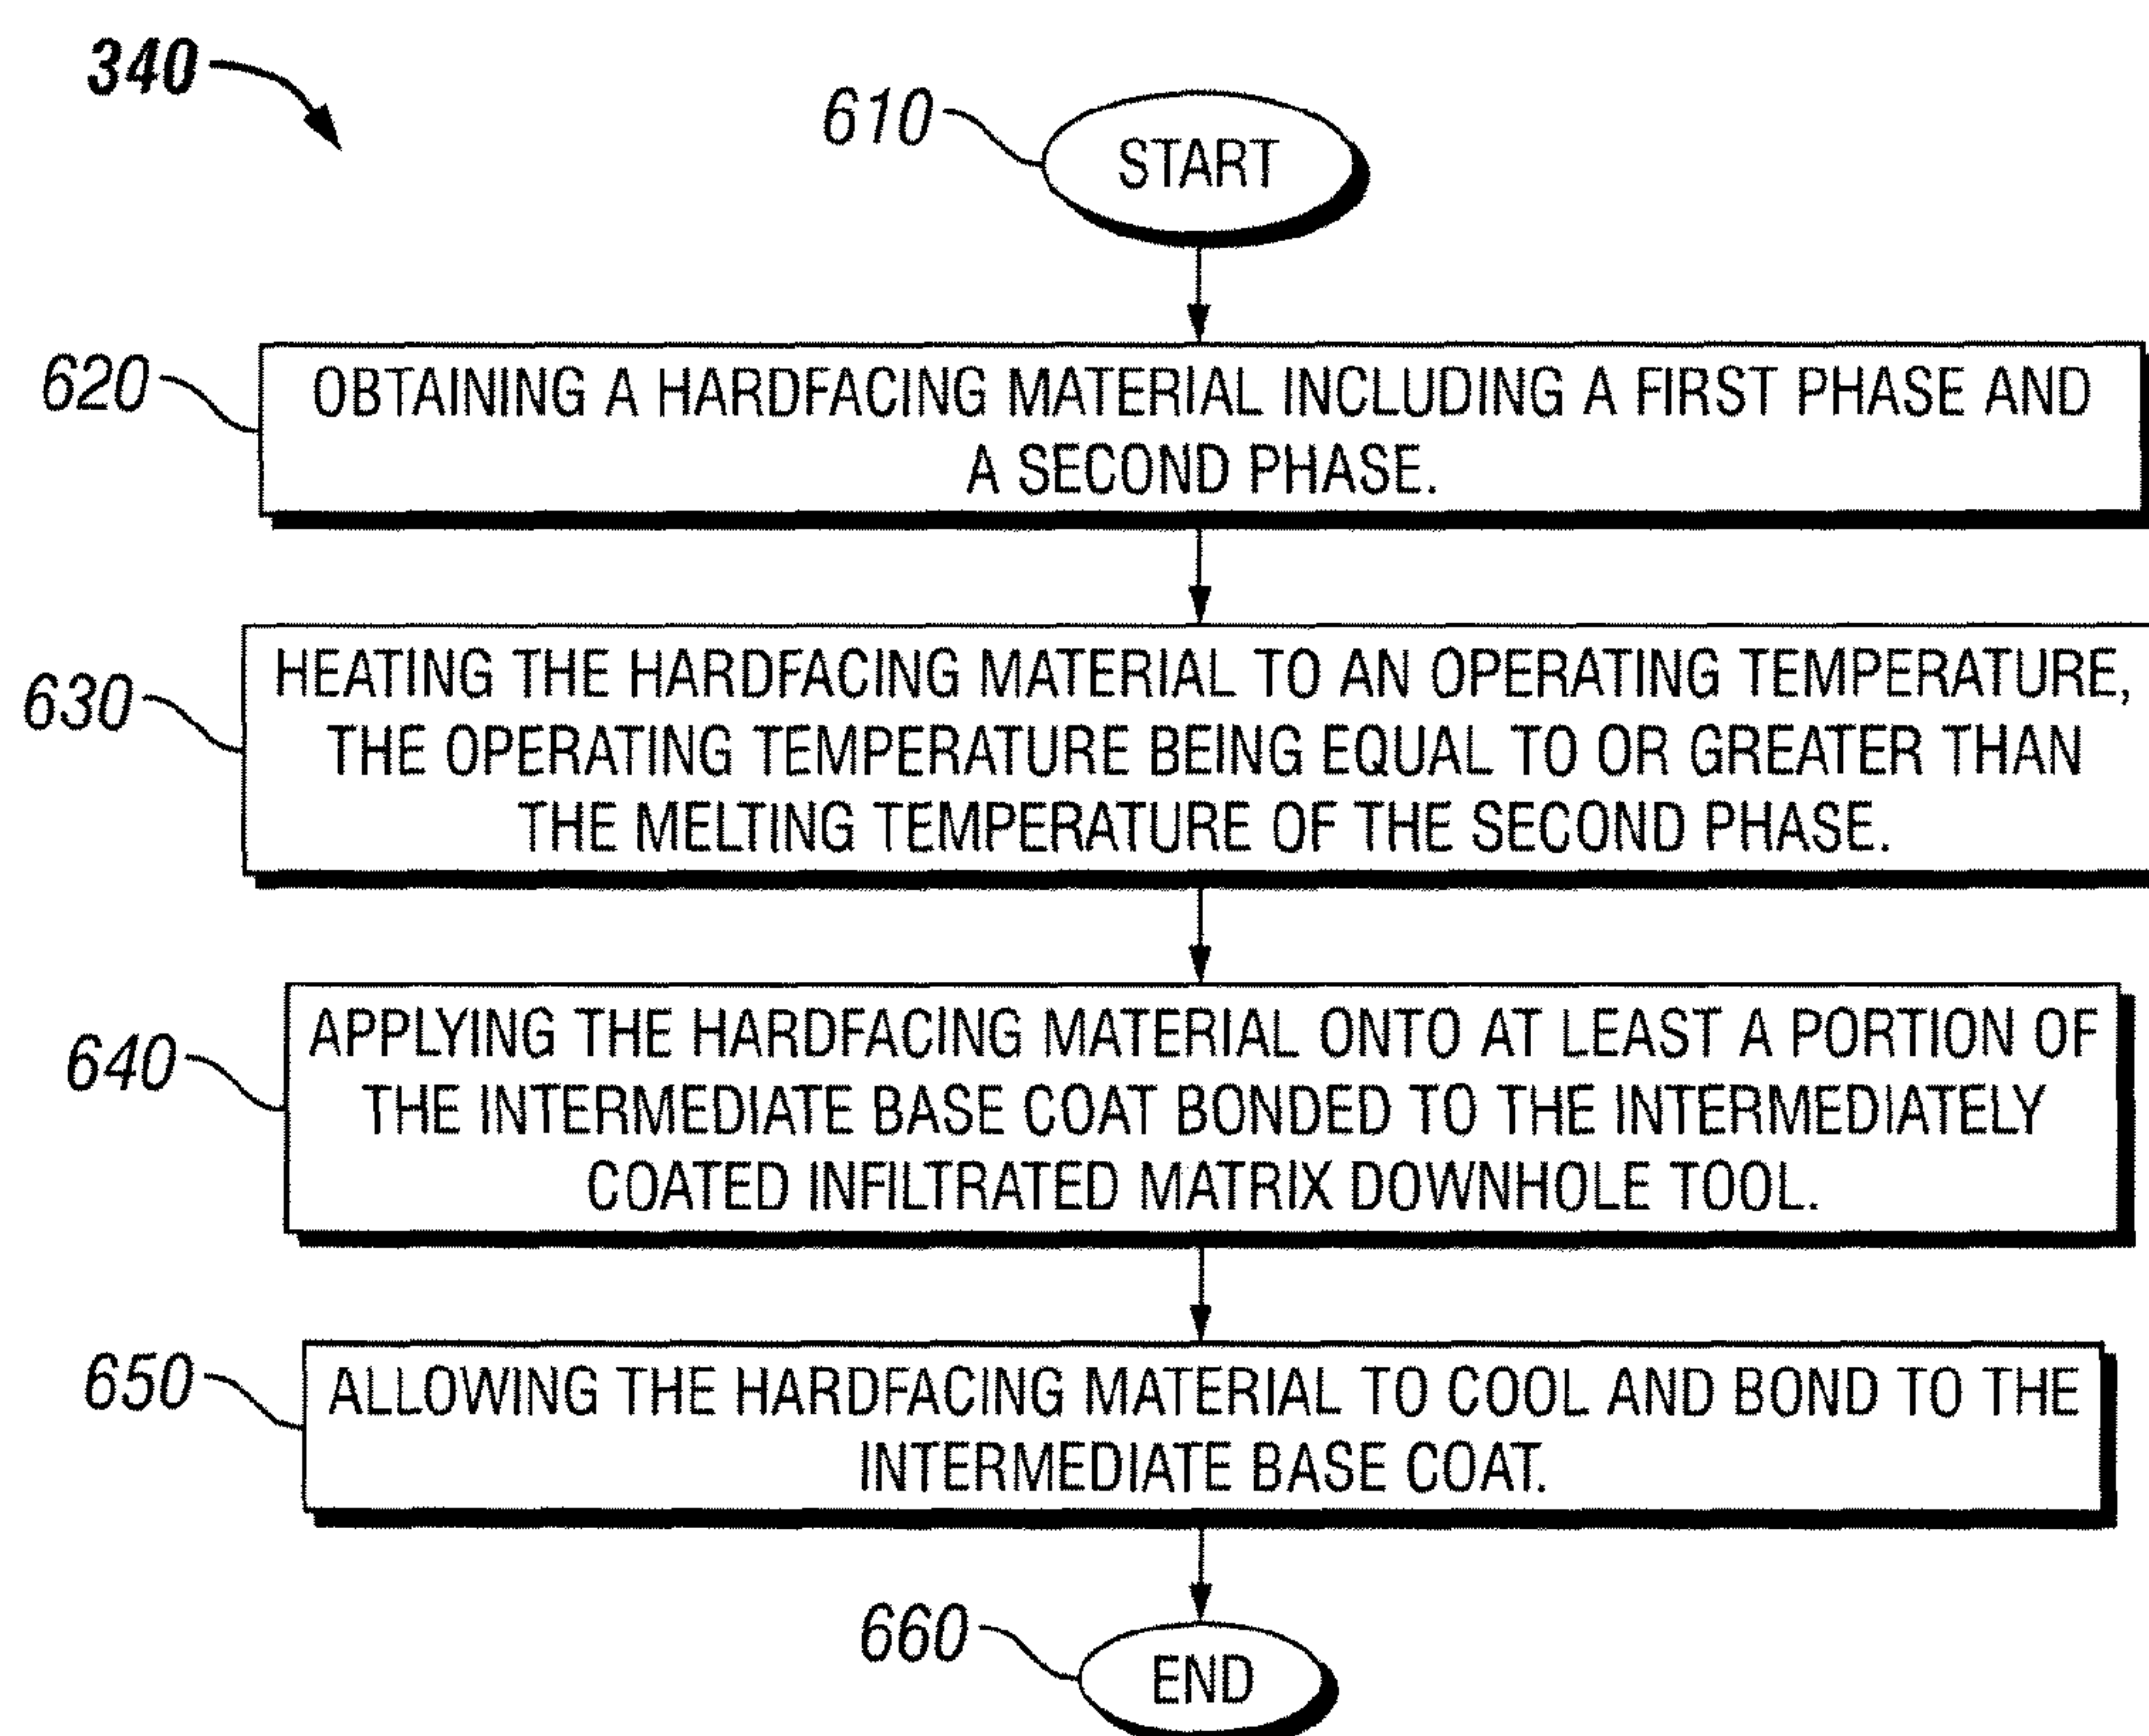 340
610
START
620
OBTAINING A HARDFACING MATERIAL INCLUDING A FIRST PHASE AND
A SECOND PHASE.
630
HEATING THE HARDFACING MATERIAL TO AN OPERATING TEMPERATURE,
THE OPERATING TEMPERATURE BEING EQUAL TO OR GREATER THAN
THE MELTING TEMPERATURE OF THE SECOND PHASE.
640
APPLYING THE HARDFACING MATERIAL ONTO AT LEAST A PORTION OF
THE INTERMEDIATE BASE COAT BONDED TO THE INTERMEDIATELY
COATED INFILTRATED MATRIX DOWNHOLE TOOL.
650
ALLOWING THE HARDFACING MATERIAL TO COOL AND BOND TO THE
INTERMEDIATE BASE COAT.
660
END